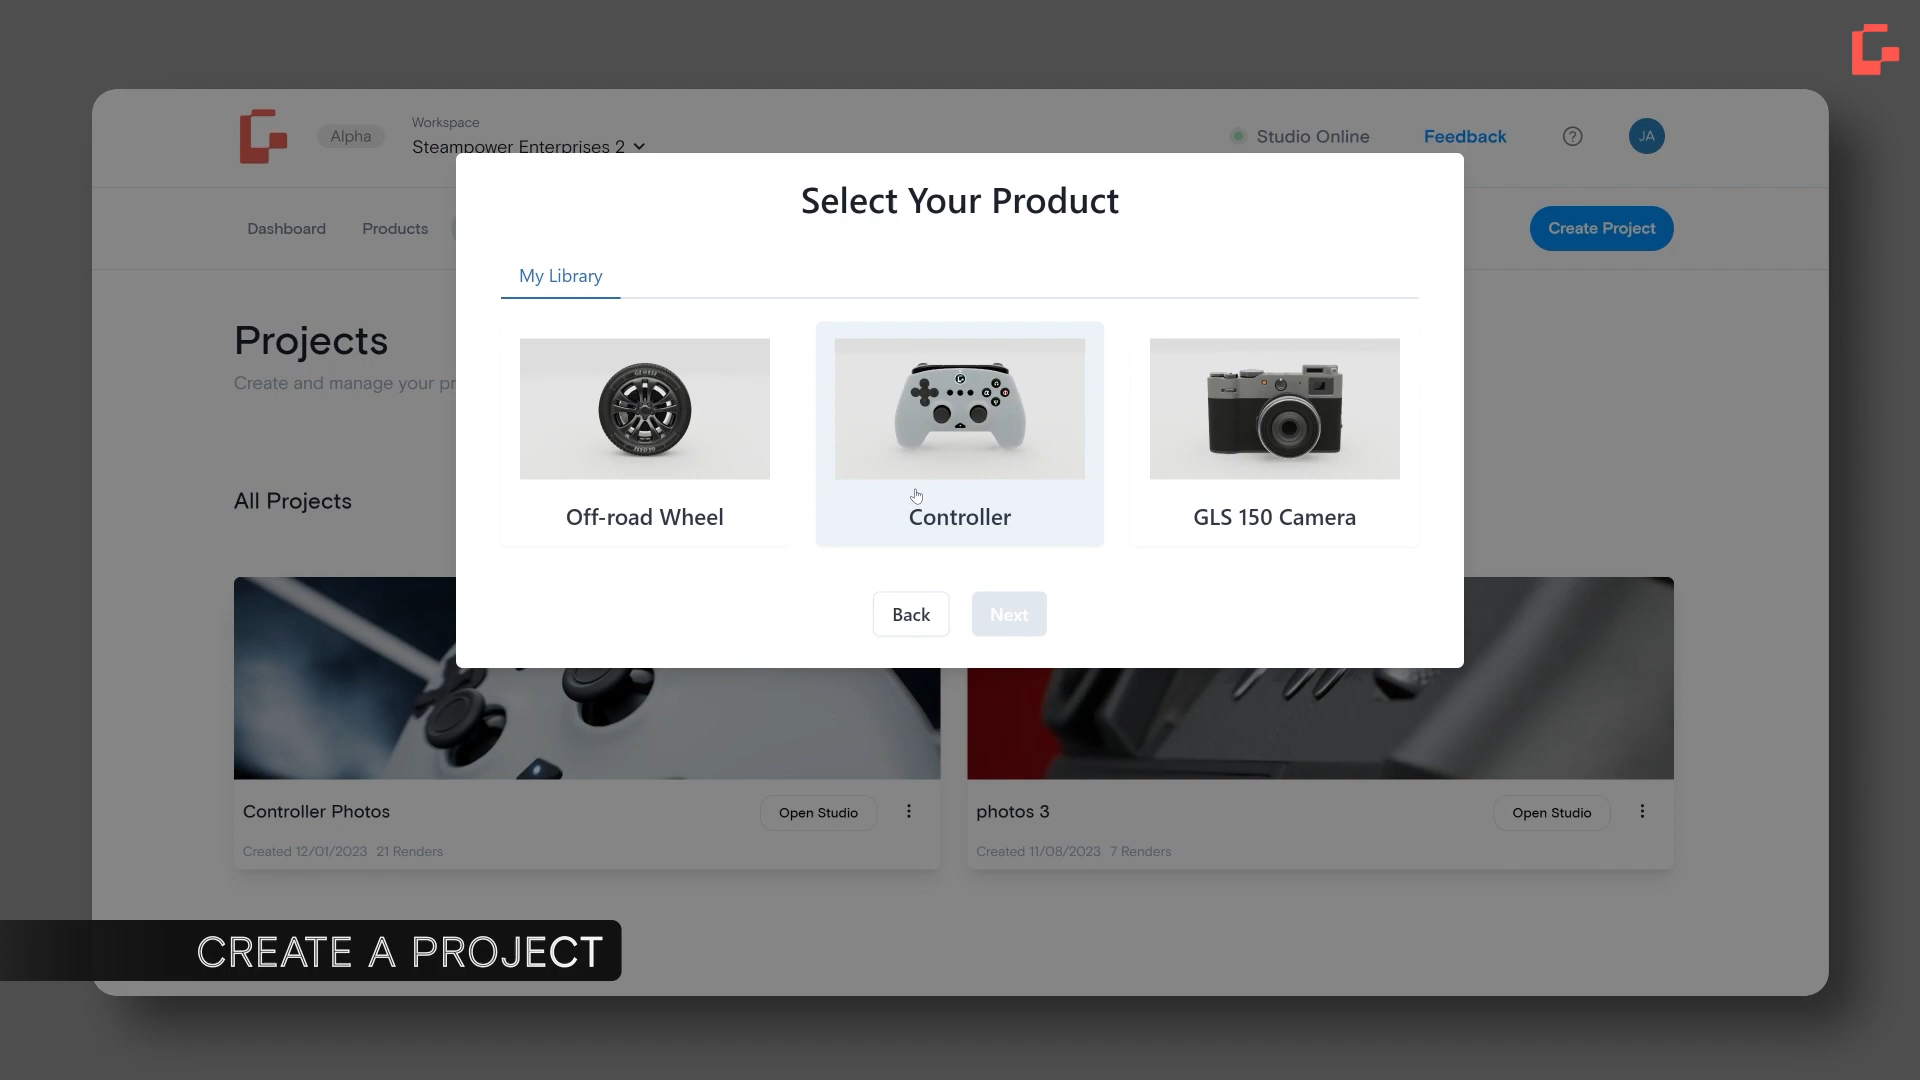 Alpha
Workspace
Steampower Enterprises 2
Studio Online
Feedback
JA
Select Your Product
Dashboard
Products
Create Project
My Library
Projects
Create and manage your pr
GLOSSI
GLOSSI
Off-road Wheel
Controller
GLS 150 Camera
All Projects
Back
Next
Controller Photos
Open Studio
Created 12/01/2023 21 Renders
photos 3
Open Studio
Created 11/08/2023 7 Renders
CREATE A PROJECT